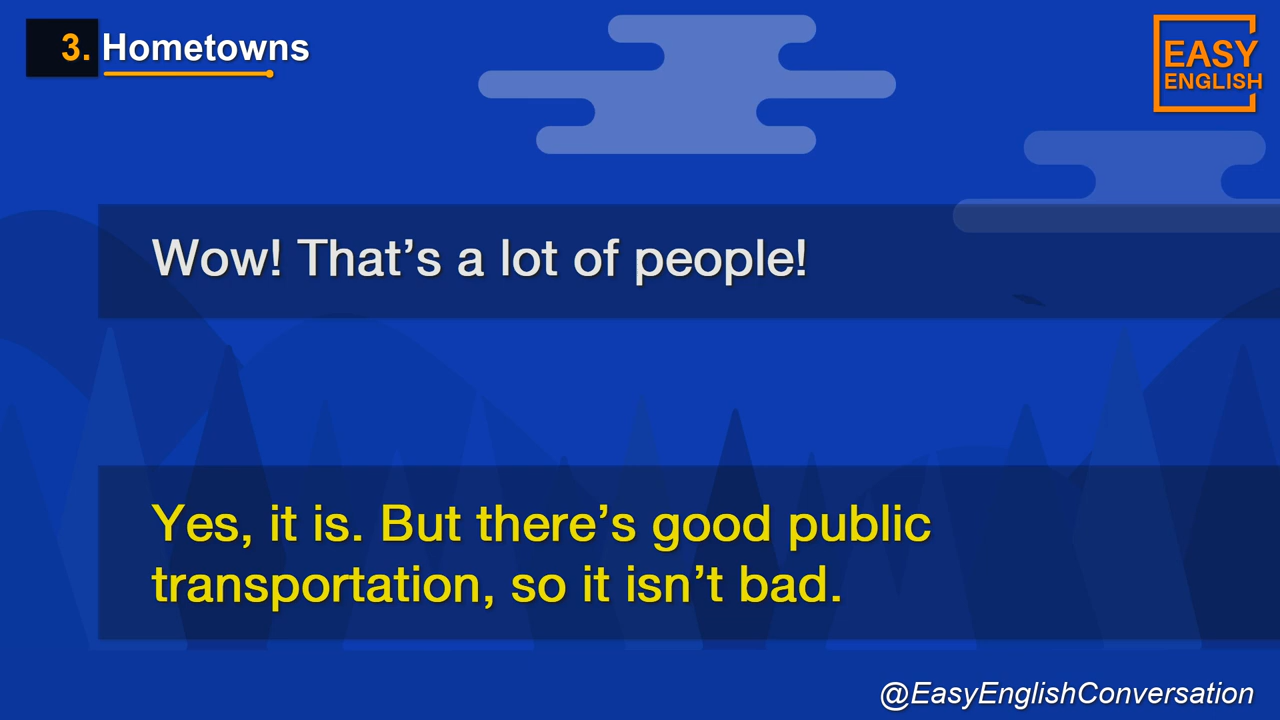 3. Hometowns
EASY
ENGLISH
Wow! That’s a lot of people!
Yes, it is. But there’s good public
transportation, so it isn’t bad.
@EasyEnglishConversation